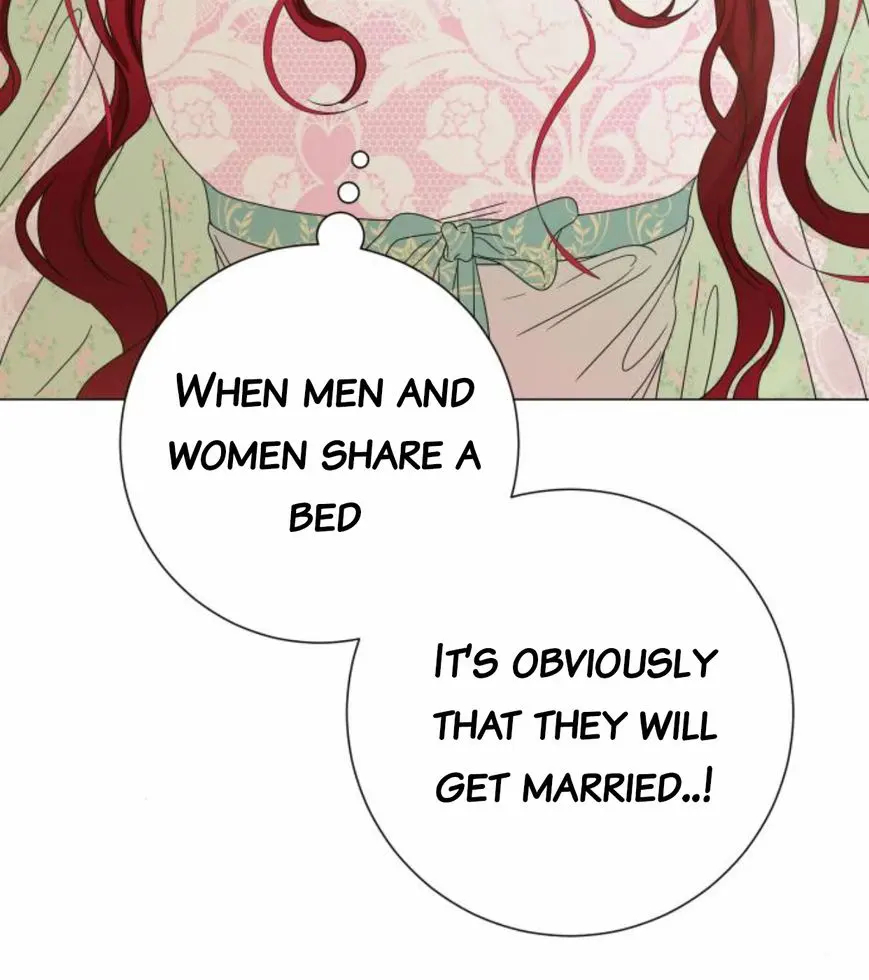 WHEN MEN AND
WOMEN SHARE A
BED
IT'S OBVIOUSLY
THAT THEY WILL
GET MARRIED..!